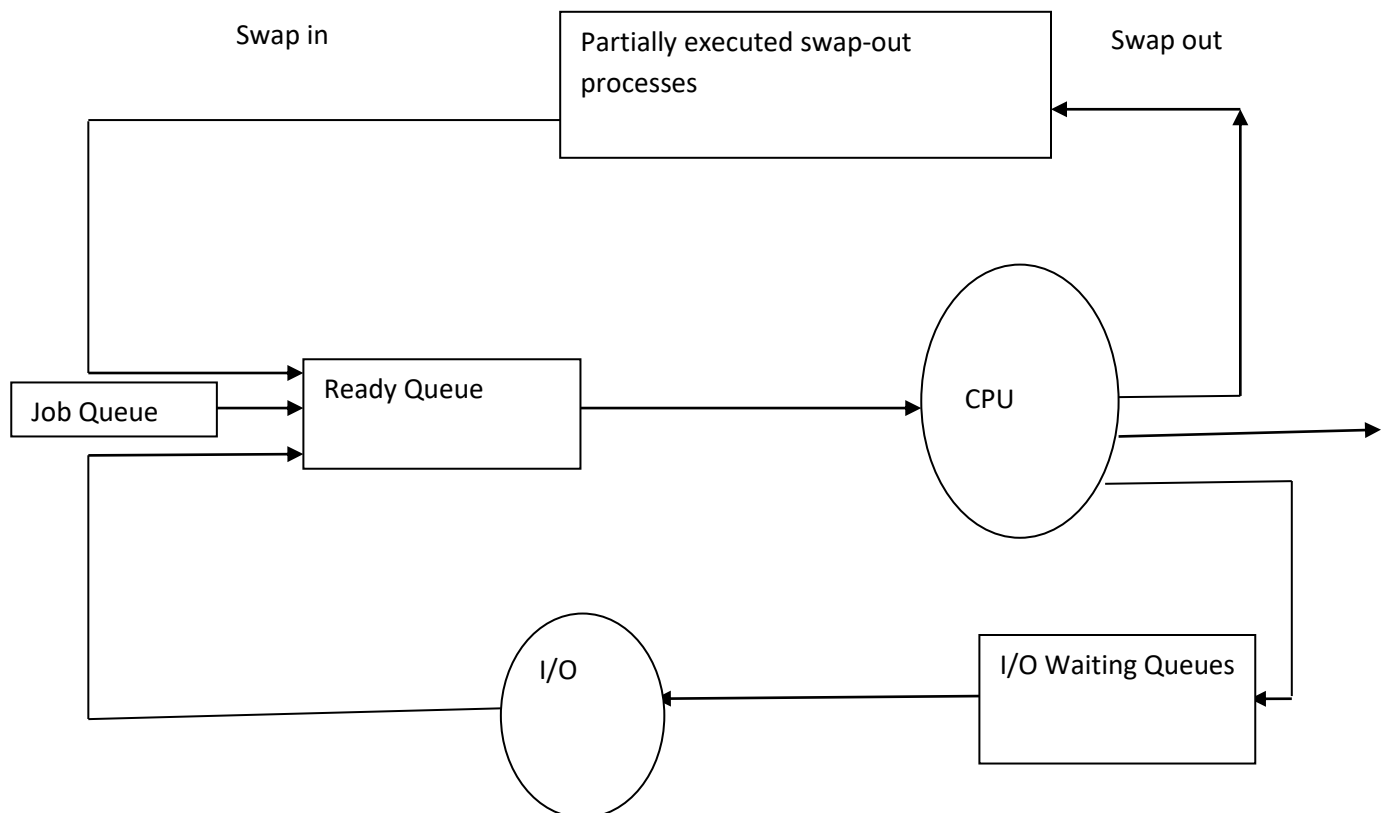 Swap in
Partially executed swap-out
processes
Swap out
Job Queue
Ready Queue
CPU
I/O
I/O Waiting Queues